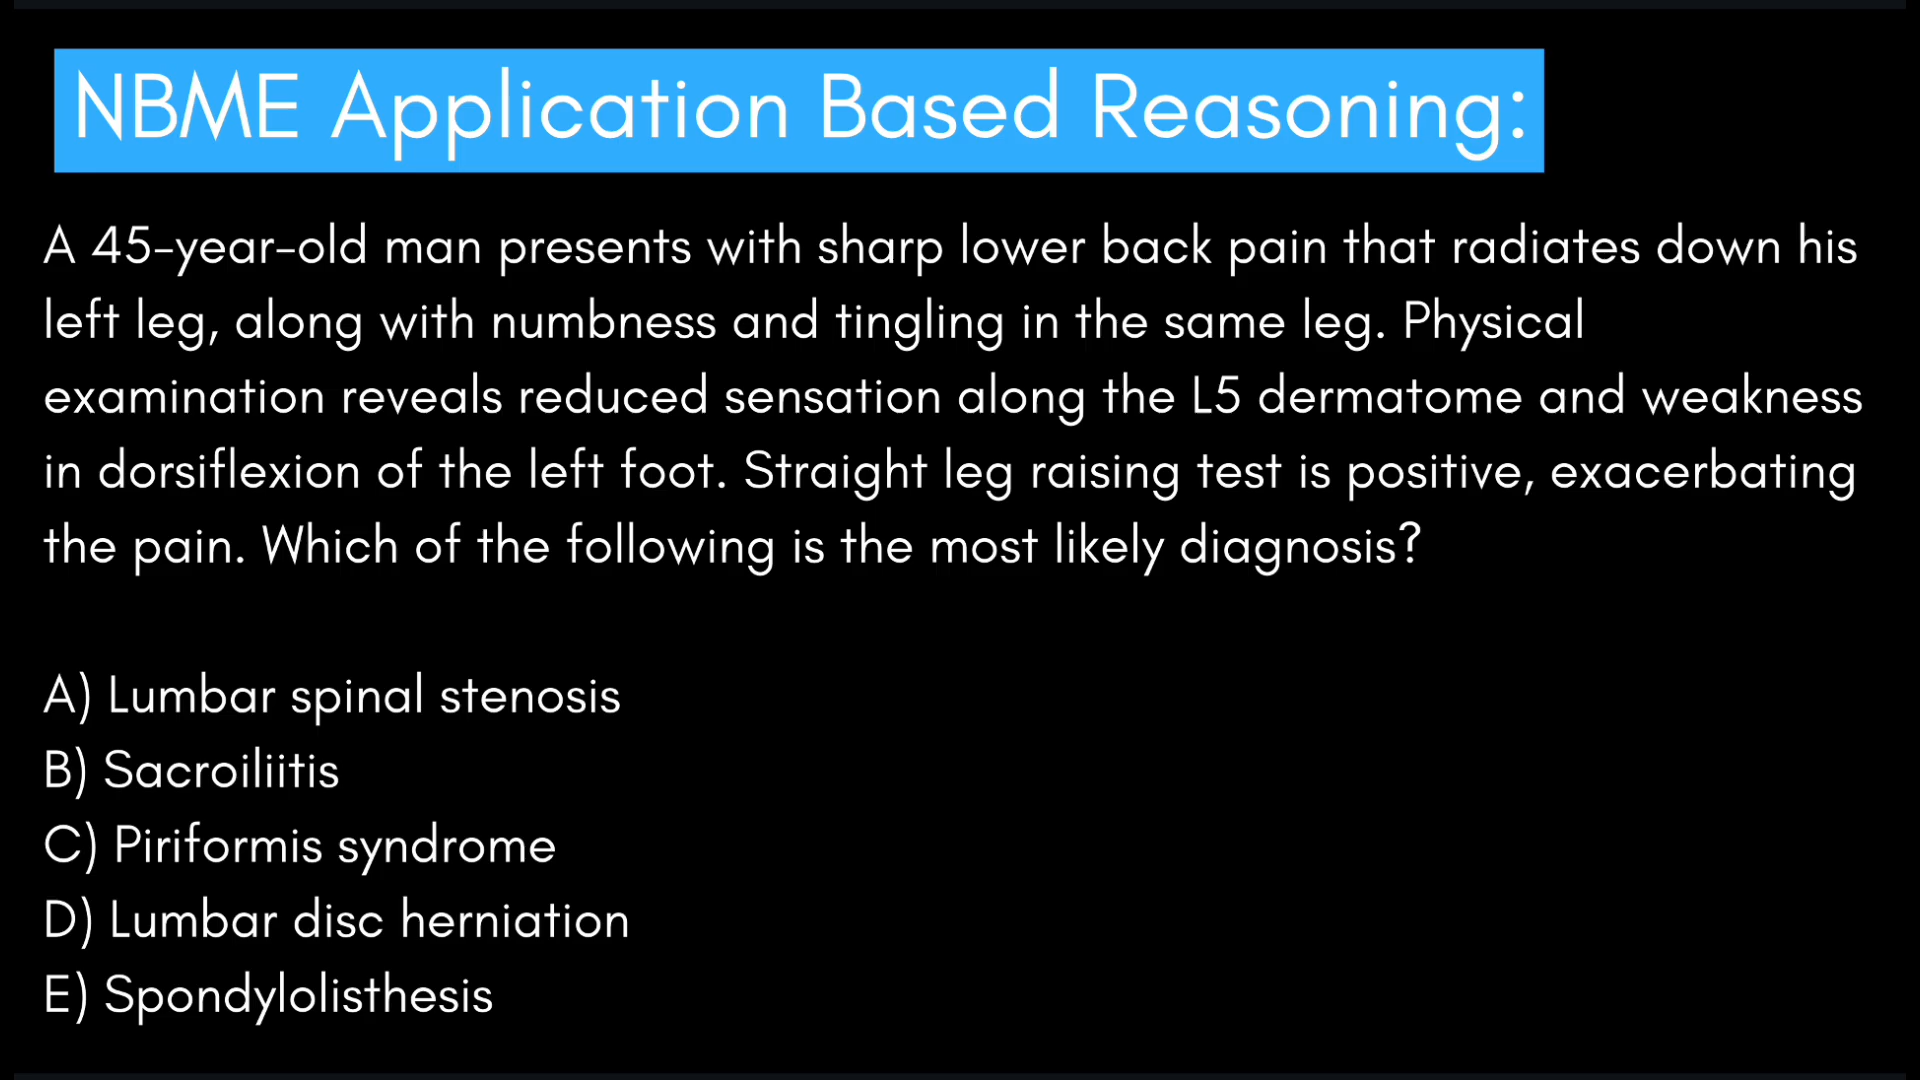 NBME Application Based Reasoning:
A 45-year-old man presents with sharp lower back pain that radiates down his
left leg, along with numbness and tingling in the same leg. Physical
examination reveals reduced sensation along the L5 dermatome and weakness
in dorsiflexion of the left foot. Straight leg raising test is positive, exacerbating
the pain. Which of the following is the most likely diagnosis?
A) Lumbar spinal stenosis
B) Sacroiliitis
C) Piriformis syndrome
D) Lumbar disc herniation
E) Spondylolisthesis